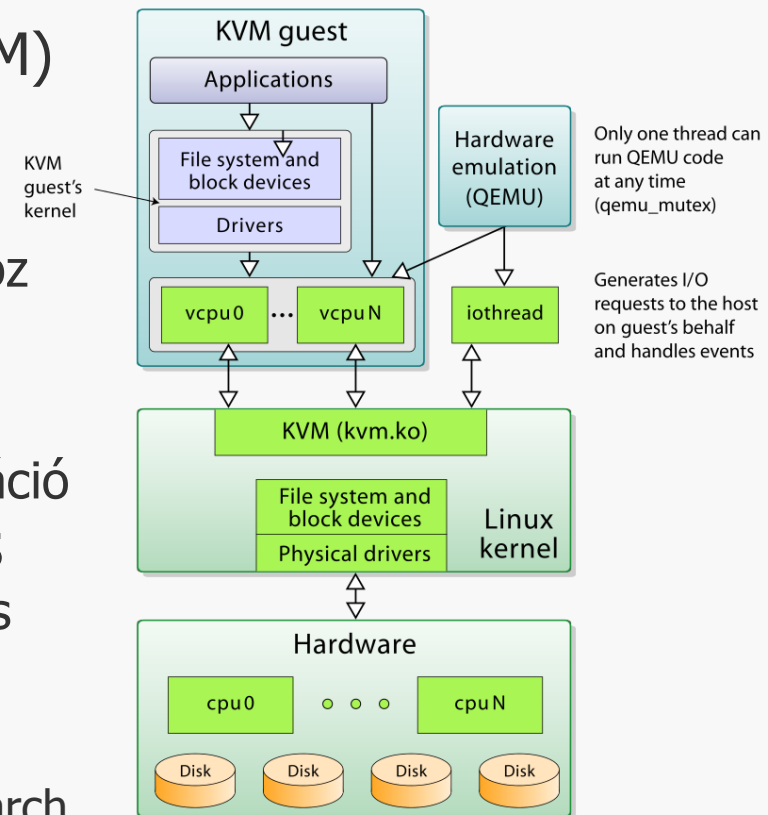 M)
oz
áció
s
s
arch
KVM guest
Applications
File system and
block devices
Drivers
KVM
guest's
kernel
vcpu0 ... vcpuN
Hardware
emulation
(QEMU)
Only one thread can
run QEMU code
at any time
(qemu_mutex)
iothread
Generates I/O
requests to the host
on guest's behalf
and handles events
KVM (kvm.ko)
File system and
block devices
Physical drivers
Linux
kernel
Hardware
cpu0
cpuN
Disk
Disk
Disk
Disk